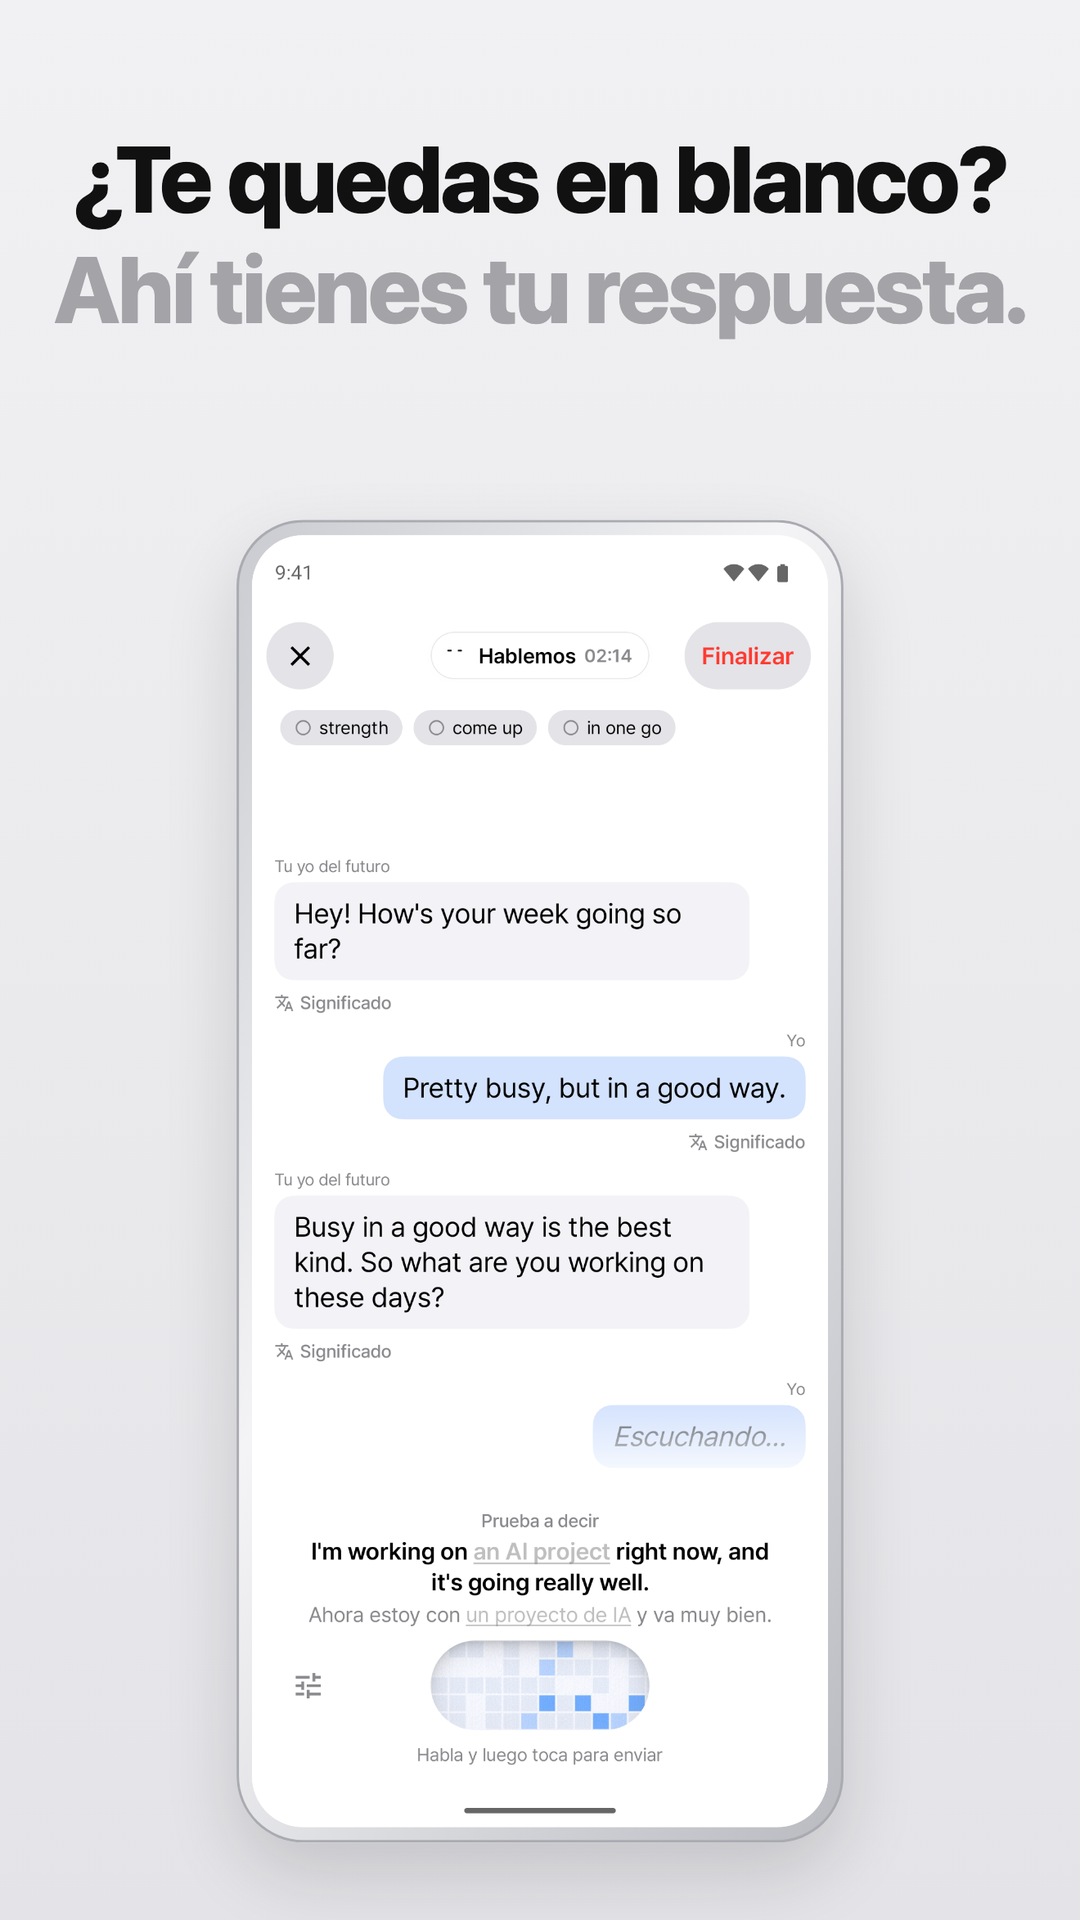 ¿Te quedas en blanco?
Ahí tienes tu respuesta.
9:41
Hablemos 02:14
Finalizar
strength
come up
in one go
Tu yo del futuro
Hey! How's your week going so
far?
Significado
Yo
Pretty busy, but in a good way.
Significado
Tu yo del futuro
Busy in a good way is the best
kind. So what are you working on
these days?
Significado
Yo
Escuchando...
Prueba a decir
I'm working on an AI project right now, and
it's going really well.
Ahora estoy con un proyecto de IA y va muy bien.
Habla y luego toca para enviar